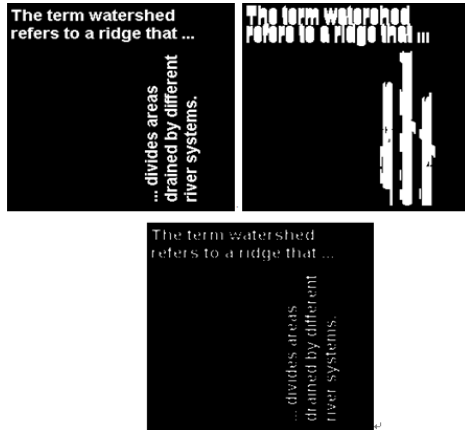 The term watershed
refers to a ridge that ...
... divides areas
drained by different
river systems.
The term watershed
refers to a ridge that ...
The term watershed
refers to a ridge that ...
... divides areas
drained by different
river systems.